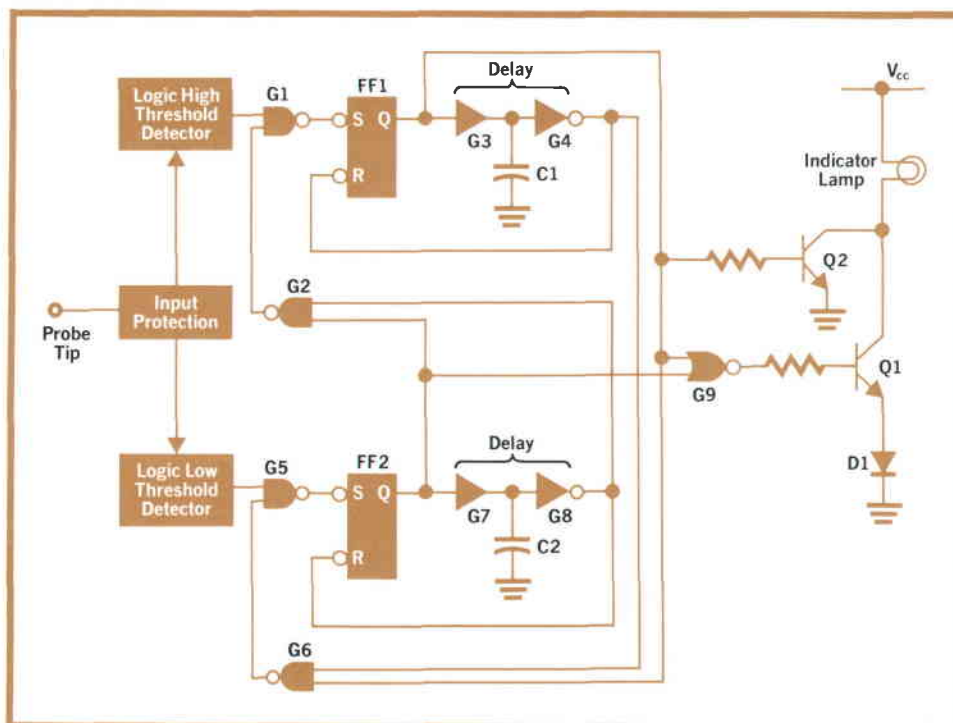 Logic High
Threshold
Detector
G1
FF1
S Q
R
Delay
G3
G4
C1
V_cc
Indicator
Lamp
Q2
Probe
Tip
Input
Protection
G2
G9
Q1
D1
Logic Low
Threshold
Detector
G5
FF2
S Q
R
Delay
G7
G8
C2
G6